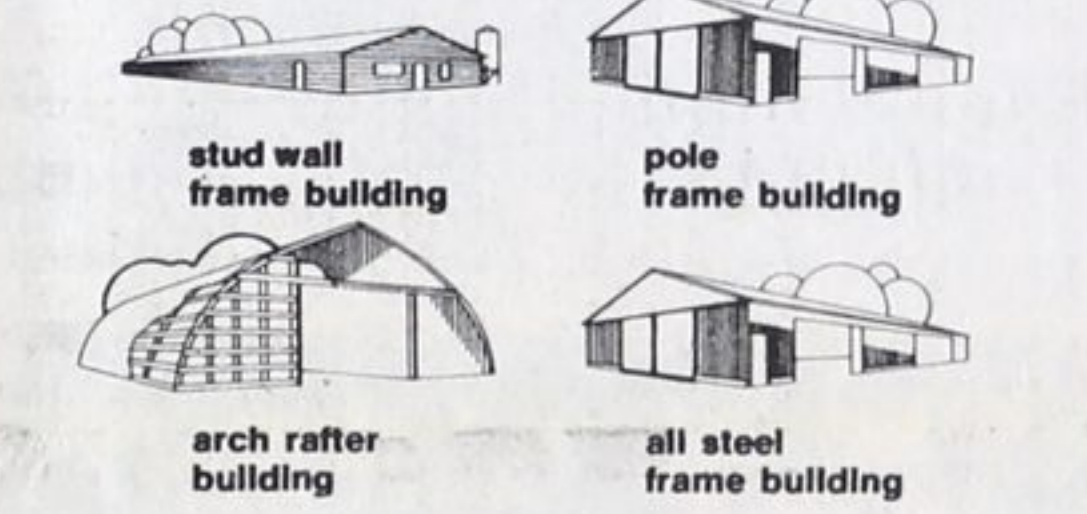 stud wall
frame building
pole
frame building
arch rafter
building
all steel
frame building